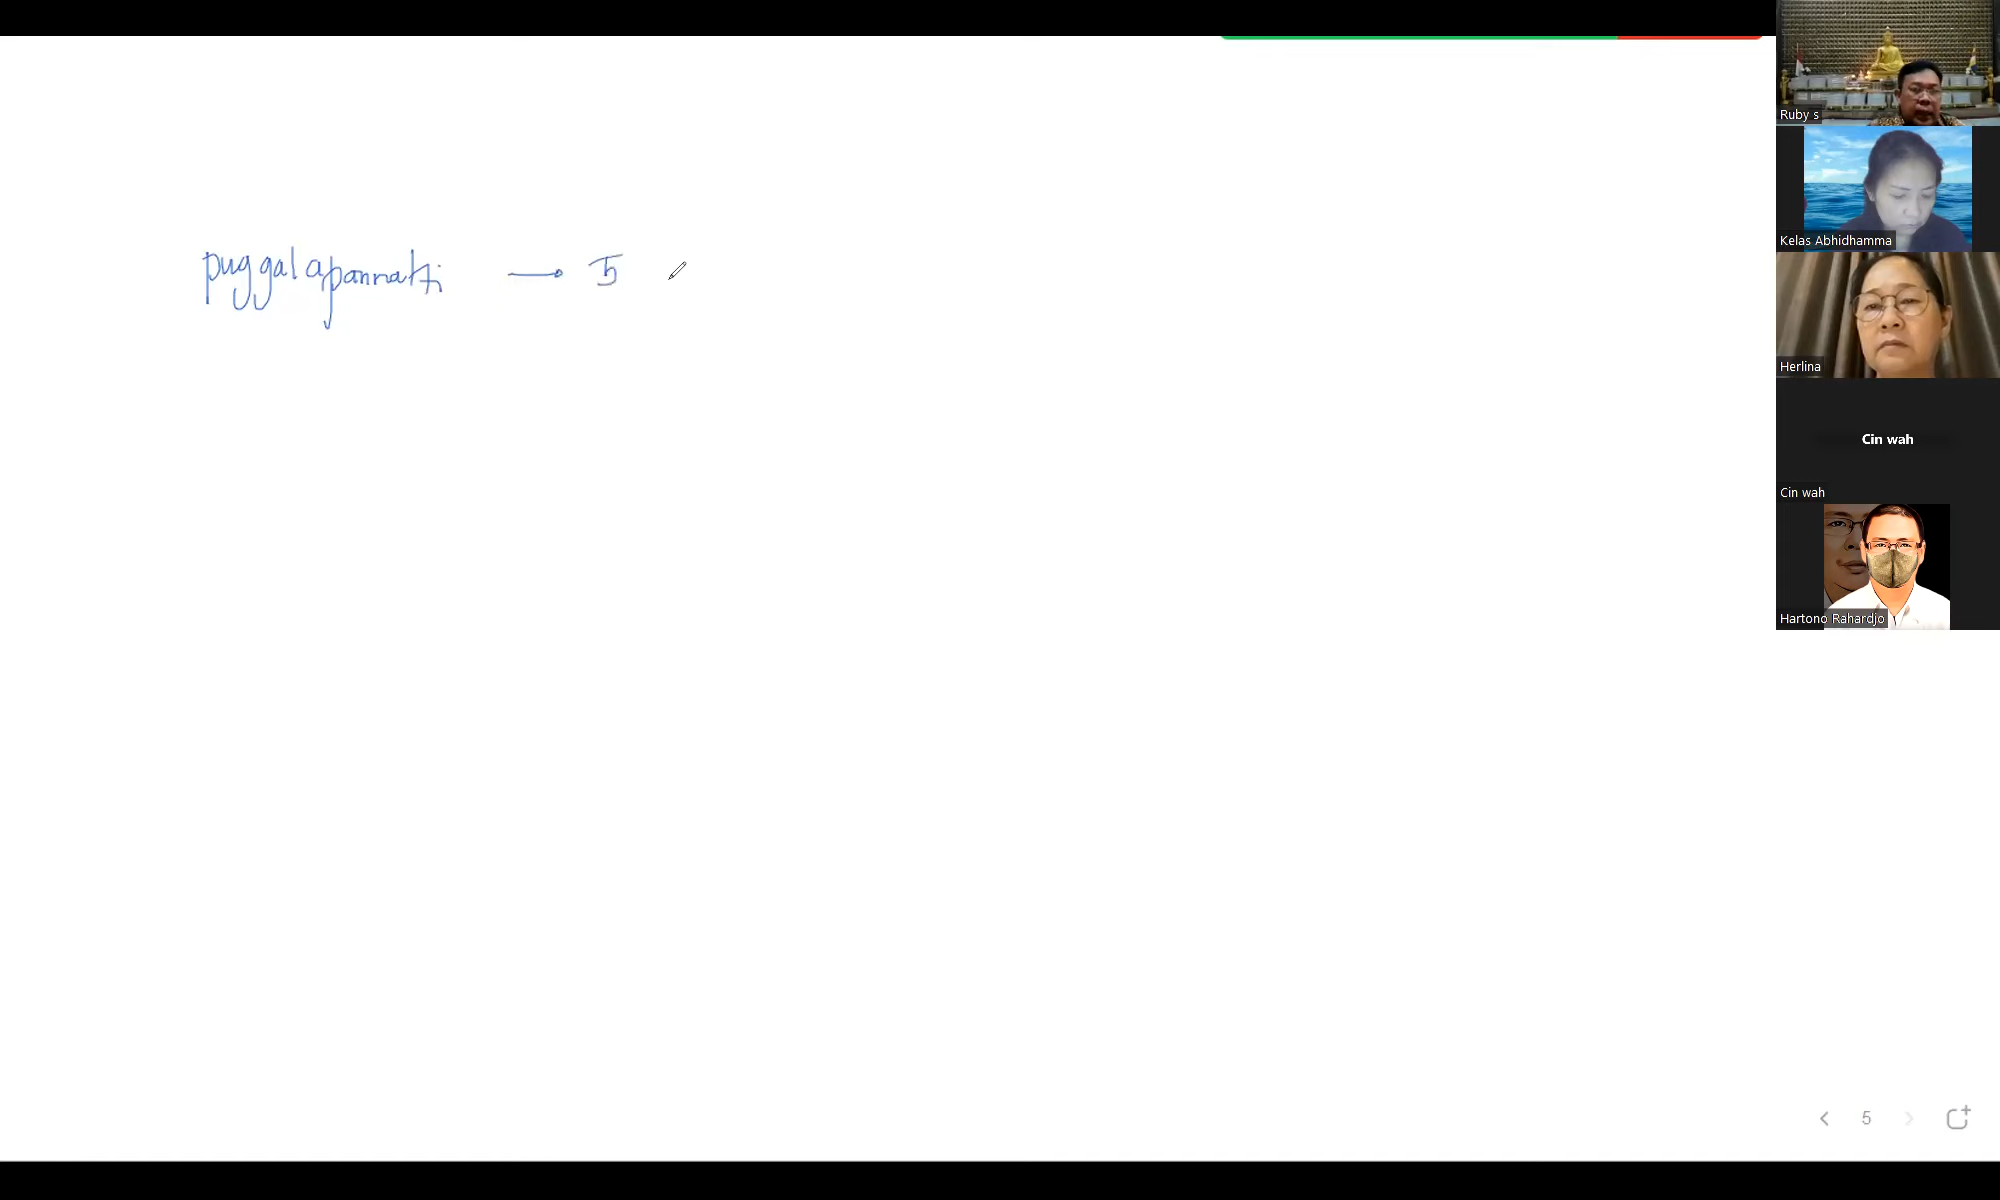 puggalapannatti → 5
Ruby s
Kelas Abhidhamma
Herlina
Cin wah
Cin wah
Hartono Rahardjo
5